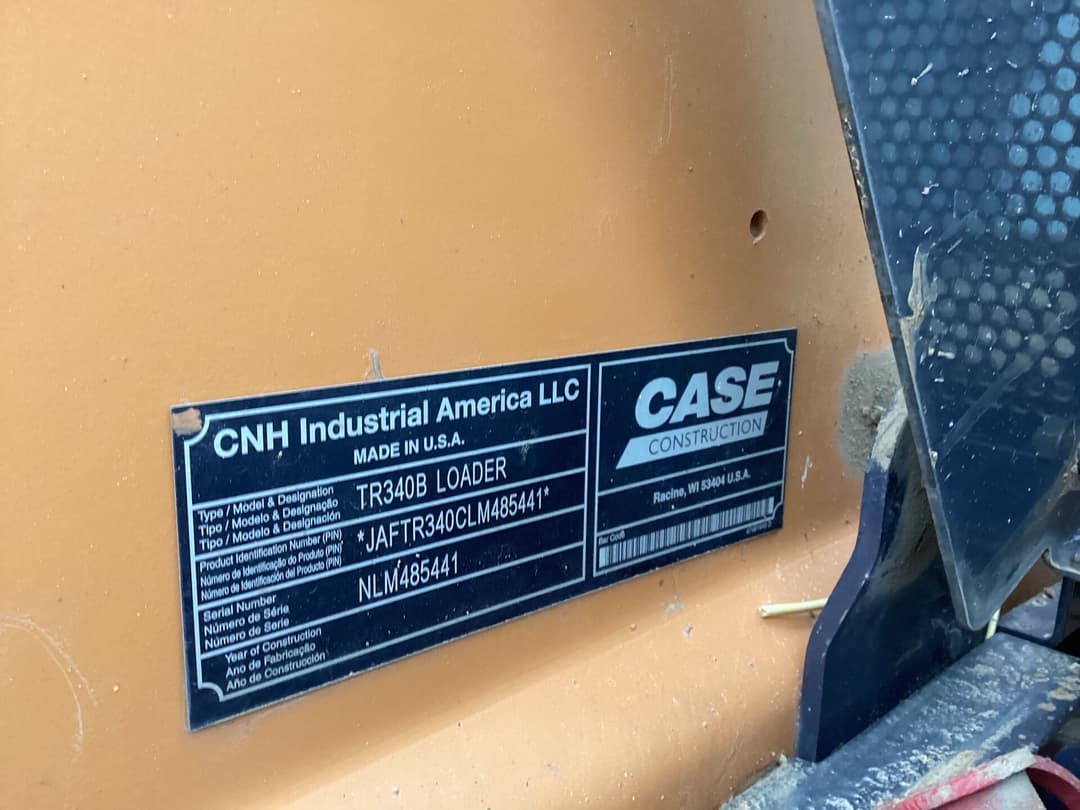 CNH Industrial America LLC
MADE IN U.S.A.
Type / Model & Designation
Tipo / Modelo & Designação
Tipo / Modelo & Designación
TR340B LOADER
Product Identification Number (PIN)
Número de Identificação do Produto (PIN)
Número de Identificación del Producto (PIN)
*JAFTR340CLM485441*
Serial Number
Número de Série
Número de Serie
NLM485441
Year of Construction
Ano de Fabricação
Año de Construcción
CASE
CONSTRUCTION
Racine, WI 53404 U.S.A.
Bar Code